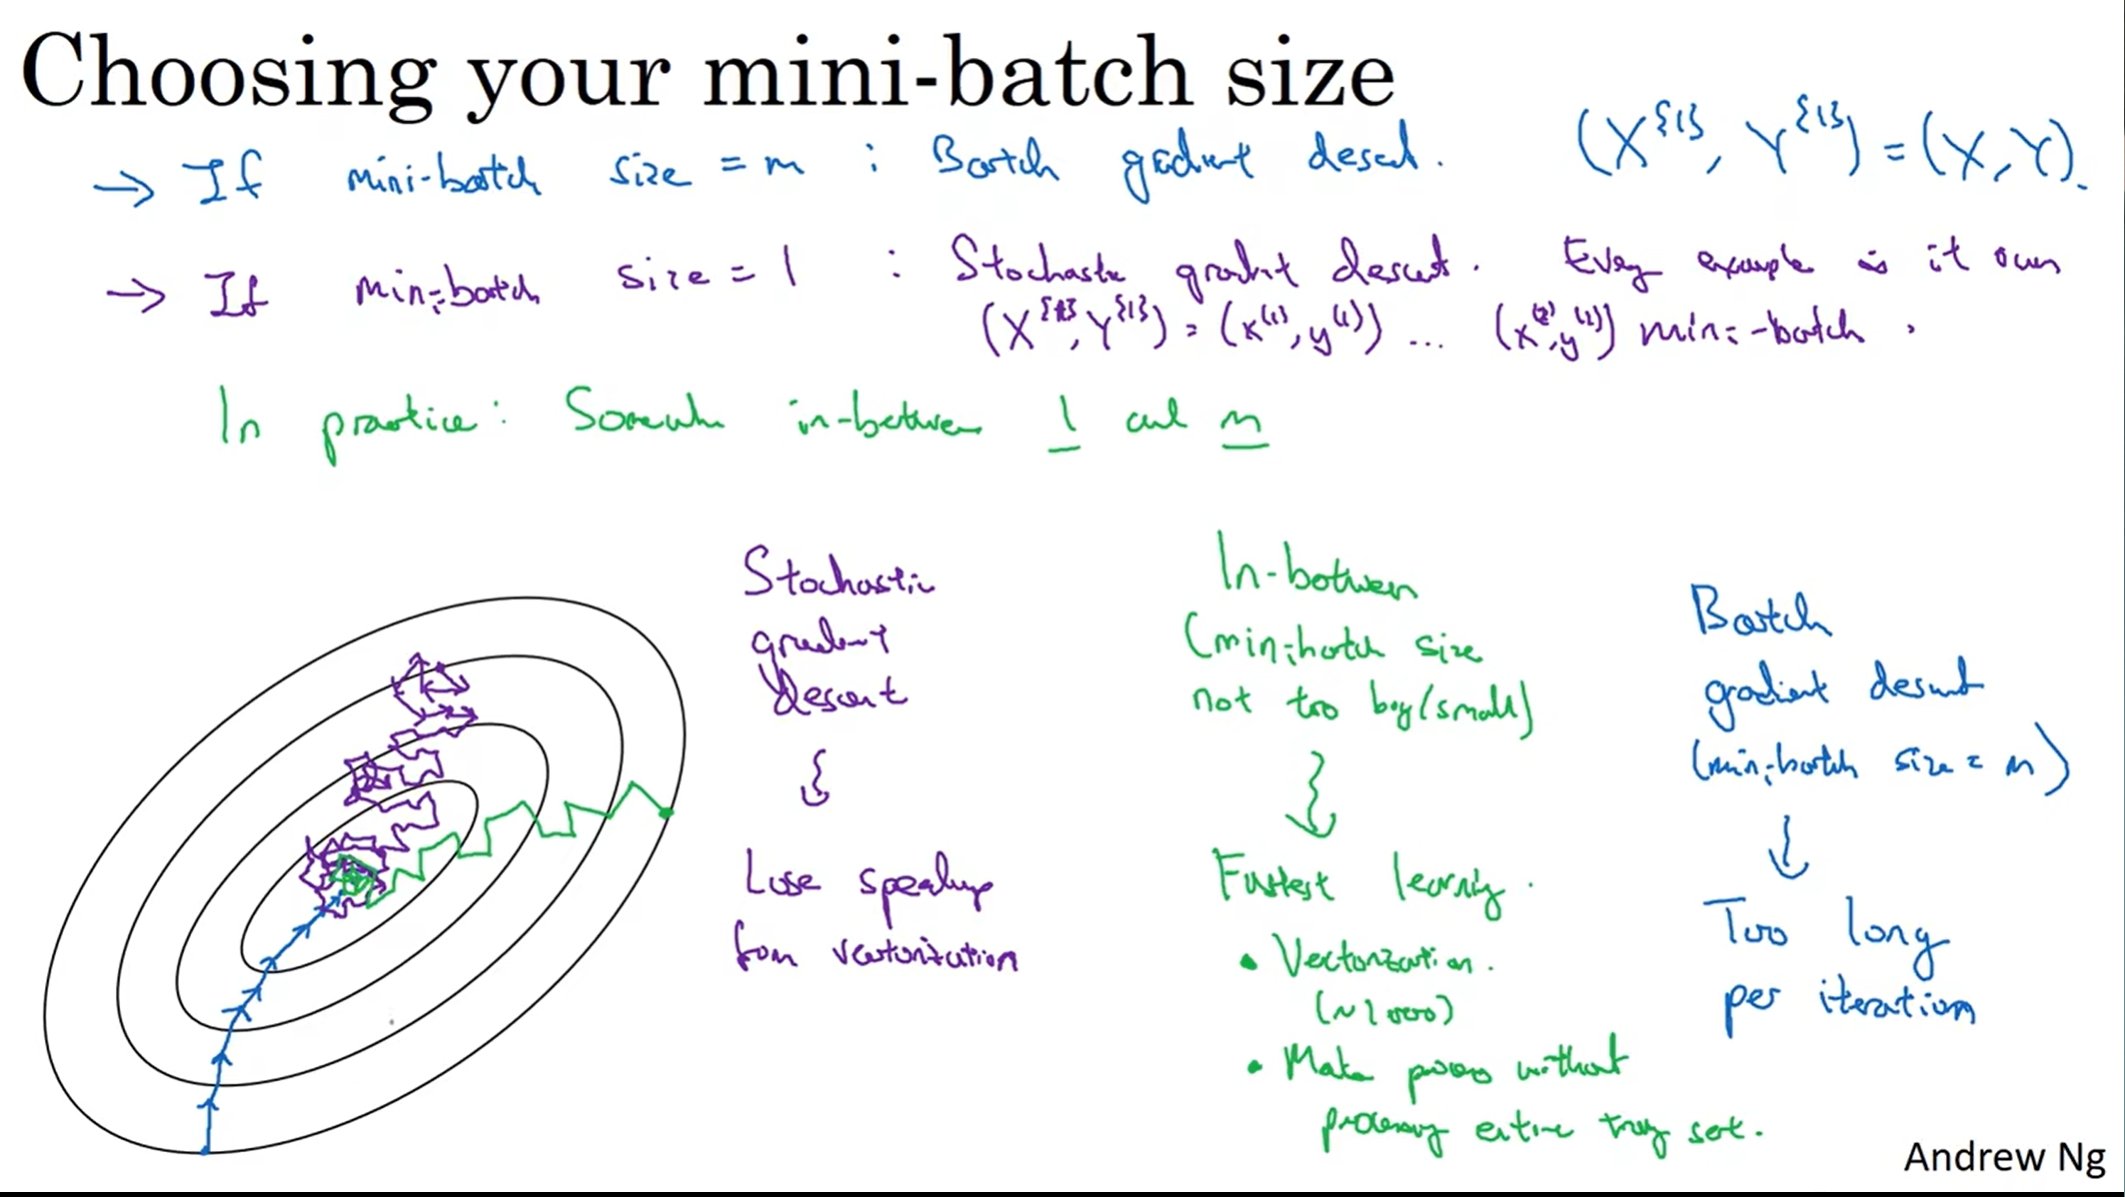 Choosing your mini-batch size
→ If mini-batch size = m : Batch gradient descent. (X^{1}, Y^{1}) = (X, Y).
→ If mini-batch size = 1 : Stochastic gradient descent. Every example is it own
(X^{1}, Y^{1}) = (x^(1), y^(1)) ... (x^(2), y^(2)) mini-batch.
In practice: Somewhere in-between 1 and m
Stochastic
gradient
descent
Lose speedup
from vectorization
In-between
(mini-batch size
not too big/small)
Fastest learning.
• Vectorization.
(~1000)
• Make progress without
processing entire training set.
Batch
gradient descent
(mini-batch size = m)
Too long
per iteration
Andrew Ng